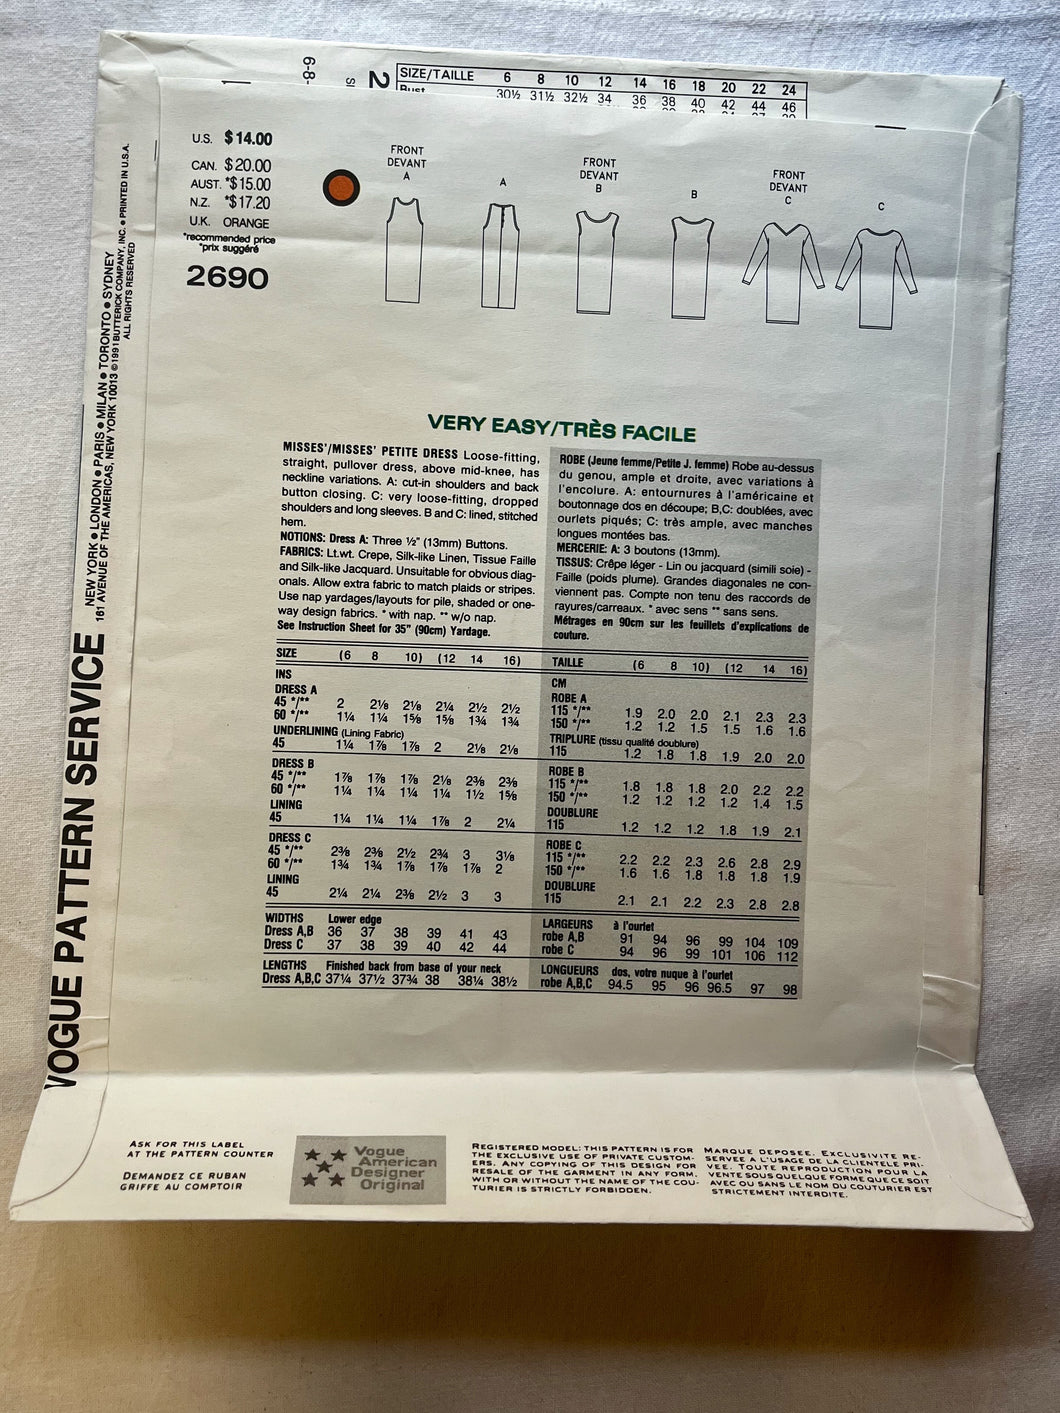 6-8-
2
SIZE/TAILLE 6 8 10 12 14 16 18 20 22 24
Bust 30½ 31½ 32½ 34 36 38 40 42 44 46
U.S. $14.00
CAN. $20.00
AUST. *$15.00
N.Z. *$17.20
U.K. ORANGE
*recommended price
*prix suggéré
2690
FRONT
DEVANT
A
A
FRONT
DEVANT
B
B
FRONT
DEVANT
C
C
VOGUE PATTERN SERVICE
NEW YORK ● LONDON ● PARIS ● MILAN ● TORONTO ● SYDNEY
161 AVENUE OF THE AMERICAS, NEW YORK 10013 ©1991 BUTTERICK COMPANY, INC. ● PRINTED IN U.S.A.
ALL RIGHTS RESERVED
VERY EASY/TRÈS FACILE
MISSES'/MISSES' PETITE DRESS Loose-fitting,
straight, pullover dress, above mid-knee, has
neckline variations. A: cut-in shoulders and back
button closing. C: very loose-fitting, dropped
shoulders and long sleeves. B and C: lined, stitched
hem.
NOTIONS: Dress A: Three ½" (13mm) Buttons.
FABRICS: Lt.wt. Crepe, Silk-like Linen, Tissue Faille
and Silk-like Jacquard. Unsuitable for obvious diag-
onals. Allow extra fabric to match plaids or stripes.
Use nap yardages/layouts for pile, shaded or one-
way design fabrics. * with nap. ** w/o nap.
See Instruction Sheet for 35" (90cm) Yardage.
SIZE (6 8 10) (12 14 16)
INS
DRESS A
45 */** 2 2⅛ 2⅛ 2¼ 2½ 2½
60 */** 1¼ 1¼ 1⅝ 1⅝ 1¾ 1¾
UNDERLINING (Lining Fabric)
45 1¼ 1⅞ 1⅞ 2 2⅛ 2⅛
DRESS B
45 */** 1⅞ 1⅞ 1⅞ 2⅛ 2⅜ 2⅜
60 */** 1¼ 1¼ 1¼ 1¼ 1½ 1⅝
LINING
45 1¼ 1¼ 1¼ 1⅞ 2 2¼
DRESS C
45 */** 2⅜ 2⅜ 2½ 2¾ 3 3⅛
60 */** 1¾ 1¾ 1⅞ 1⅞ 1⅞ 2
LINING
45 2¼ 2¼ 2⅜ 2½ 3 3
WIDTHS Lower edge
Dress A,B 36 37 38 39 41 43
Dress C 37 38 39 40 42 44
LENGTHS Finished back from base of your neck
Dress A,B,C 37¼ 37½ 37¾ 38 38¼ 38½
ROBE (Jeune femme/Petite J. femme) Robe au-dessus
du genou, ample et droite, avec variations à
l'encolure. A: entournures à l'américaine et
boutonnage dos en découpe; B,C: doublées, avec
ourlets piqués; C: très ample, avec manches
longues montées bas.
MERCERIE: A: 3 boutons (13mm).
TISSUS: Crêpe léger - Lin ou jacquard (simili soie) -
Faille (poids plume). Grandes diagonales ne con-
viennent pas. Compte non tenu des raccords de
rayures/carreaux. * avec sens ** sans sens.
Métrages en 90cm sur les feuillets d'explications de
couture.
TAILLE (6 8 10) (12 14 16)
CM
ROBE A
115 */** 1.9 2.0 2.0 2.1 2.3 2.3
150 */** 1.2 1.2 1.5 1.5 1.6 1.6
TRIPLURE (tissu qualité doublure)
115 1.2 1.8 1.8 1.9 2.0 2.0
ROBE B
115 */** 1.8 1.8 1.8 2.0 2.2 2.2
150 */** 1.2 1.2 1.2 1.2 1.4 1.5
DOUBLURE
115 1.2 1.2 1.2 1.8 1.9 2.1
ROBE C
115 */** 2.2 2.2 2.3 2.6 2.8 2.9
150 */** 1.6 1.6 1.8 1.8 1.8 1.9
DOUBLURE
115 2.1 2.1 2.2 2.3 2.8 2.8
LARGEURS à l'ourlet
robe A,B 91 94 96 99 104 109
robe C 94 96 99 101 106 112
LONGUEURS dos, votre nuque à l'ourlet
robe A,B,C 94.5 95 96 96.5 97 98
ASK FOR THIS LABEL
AT THE PATTERN COUNTER
DEMANDEZ CE RUBAN
GRIFFE AU COMPTOIR
Vogue
American
Designer
Original
REGISTERED MODEL: THIS PATTERN IS FOR
THE EXCLUSIVE USE OF PRIVATE CUSTOM-
ERS. ANY COPYING OF THIS DESIGN FOR
RESALE OF THE GARMENT IN ANY FORM,
WITH OR WITHOUT THE NAME OF THE COU-
TURIER IS STRICTLY FORBIDDEN.
MARQUE DEPOSEE. EXCLUSIVITE RE-
SERVEE A L'USAGE DE LA CLIENTELE PRI-
VEE. TOUTE REPRODUCTION POUR LA
VENTE SOUS QUELQUE FORME QUE CE SOIT
AVEC OU SANS LE NOM DU COUTURIER EST
STRICTEMENT INTERDITE.